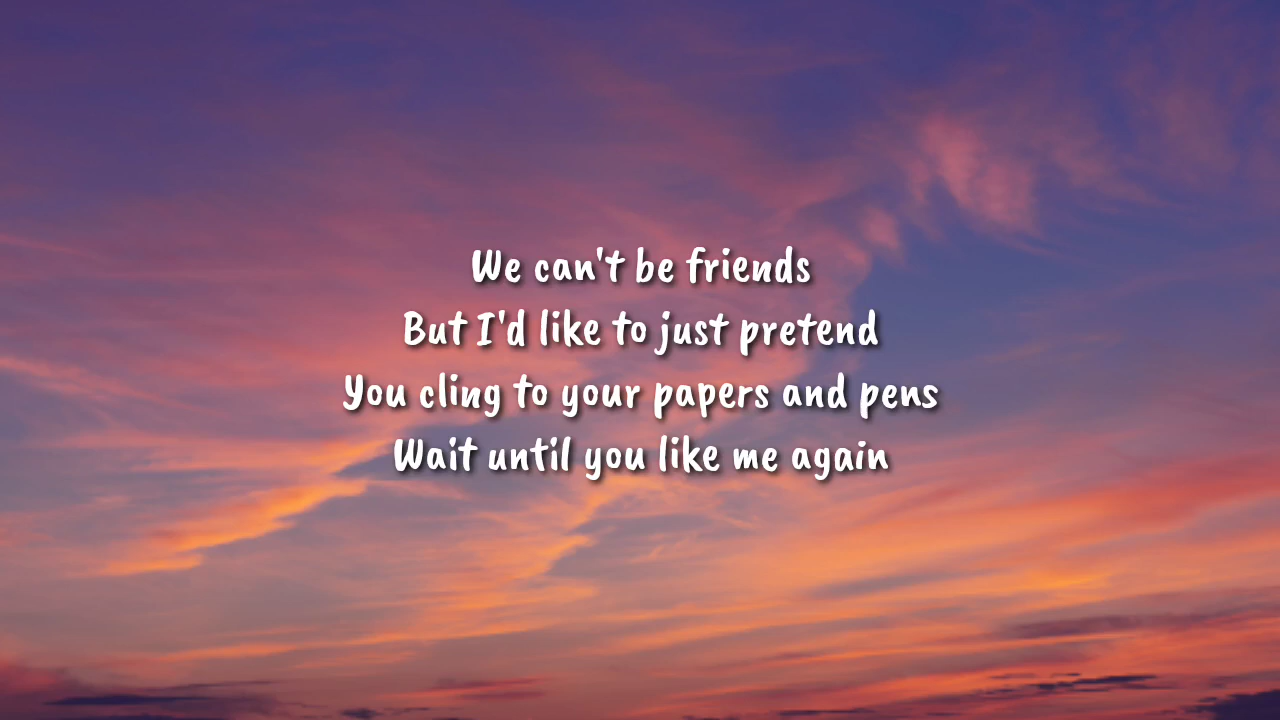 We can't be friends
But I'd like to just pretend
You cling to your papers and pens
Wait until you like me again